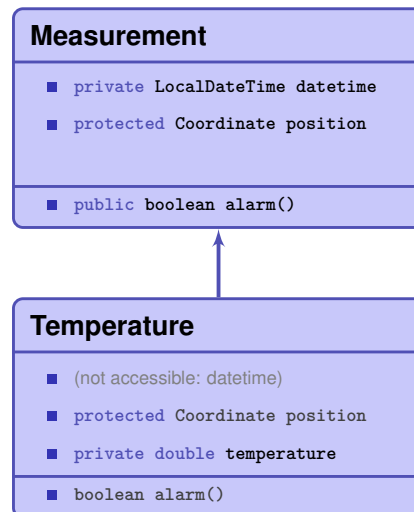 Measurement
private LocalDateTime datetime
protected Coordinate position
public boolean alarm()
Temperature
(not accessible: datetime)
protected Coordinate position
private double temperature
boolean alarm()